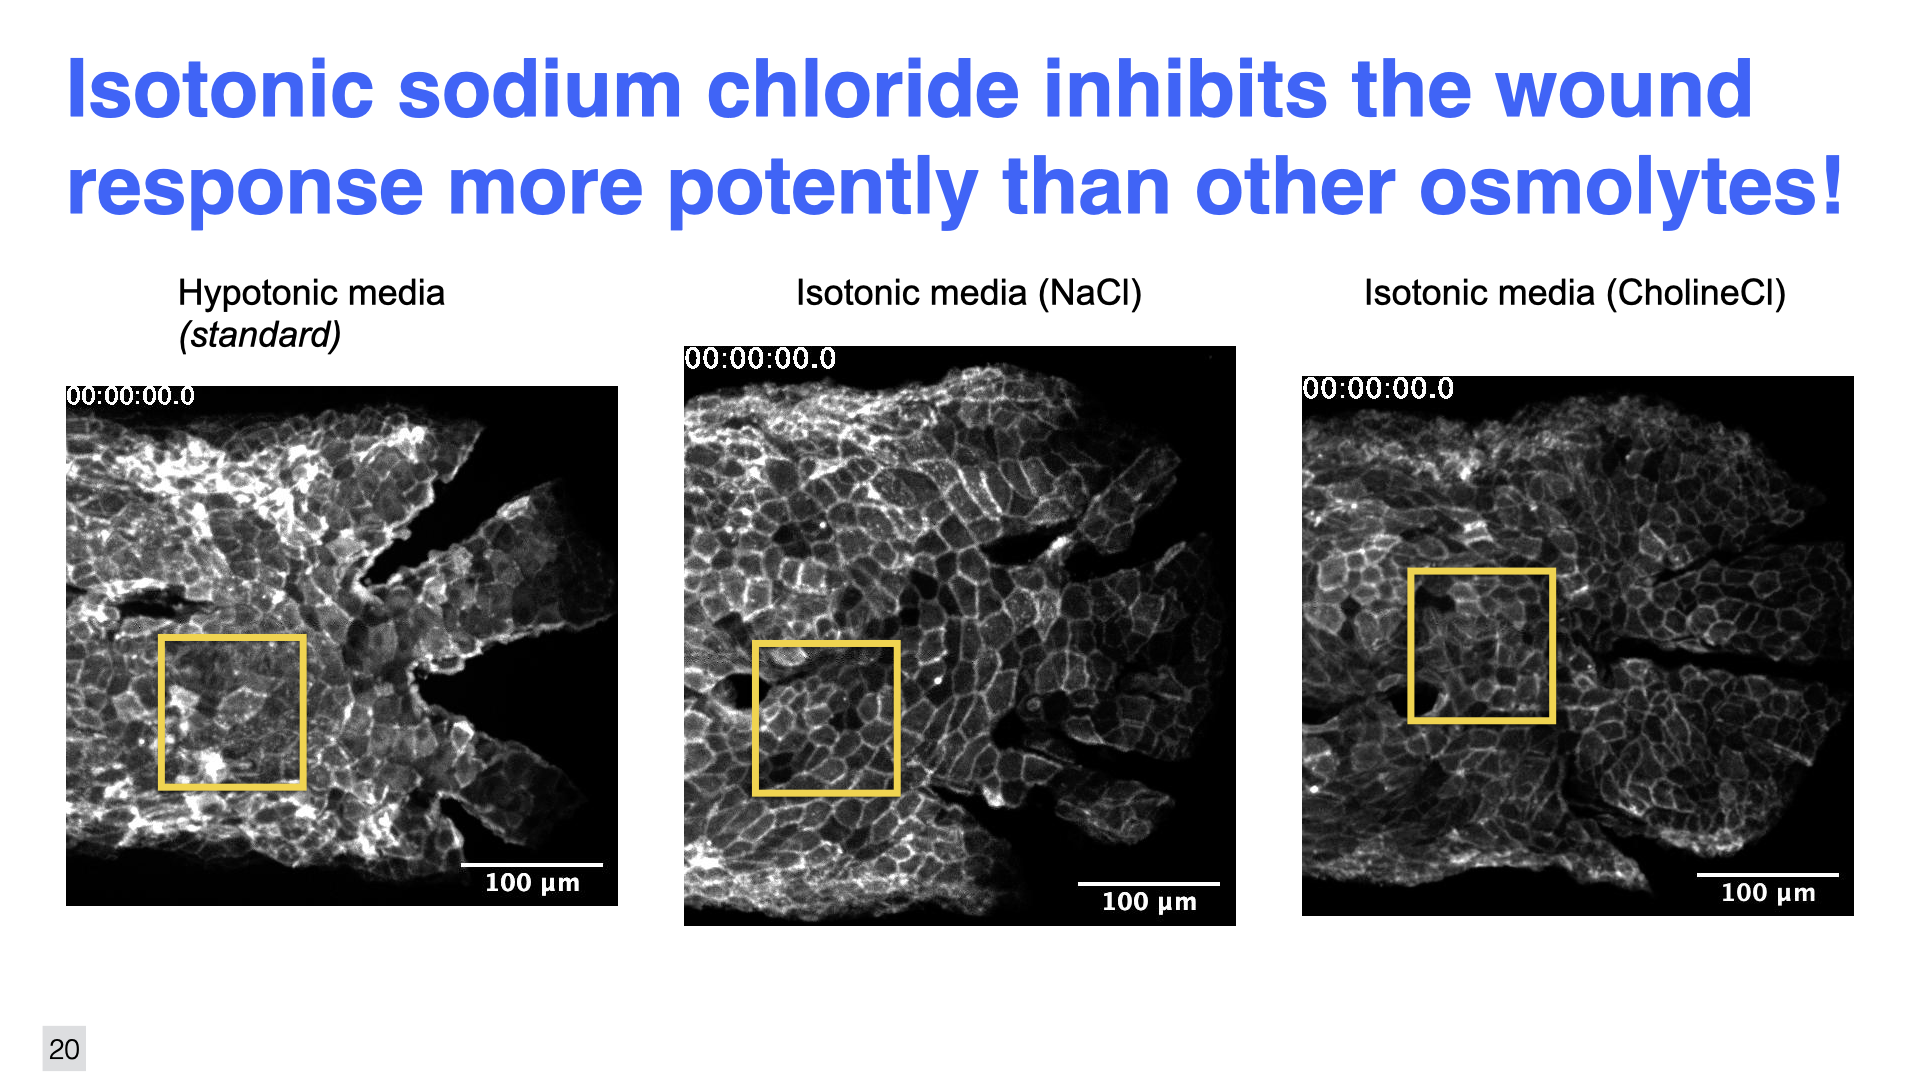 Isotonic sodium chloride inhibits the wound
response more potently than other osmolytes!
Hypotonic media
(standard)
Isotonic media (NaCl)
Isotonic media (CholineCl)
00:00:00.0
00:00:00.0
00:00:00.0
100 µm
100 µm
100 µm
20